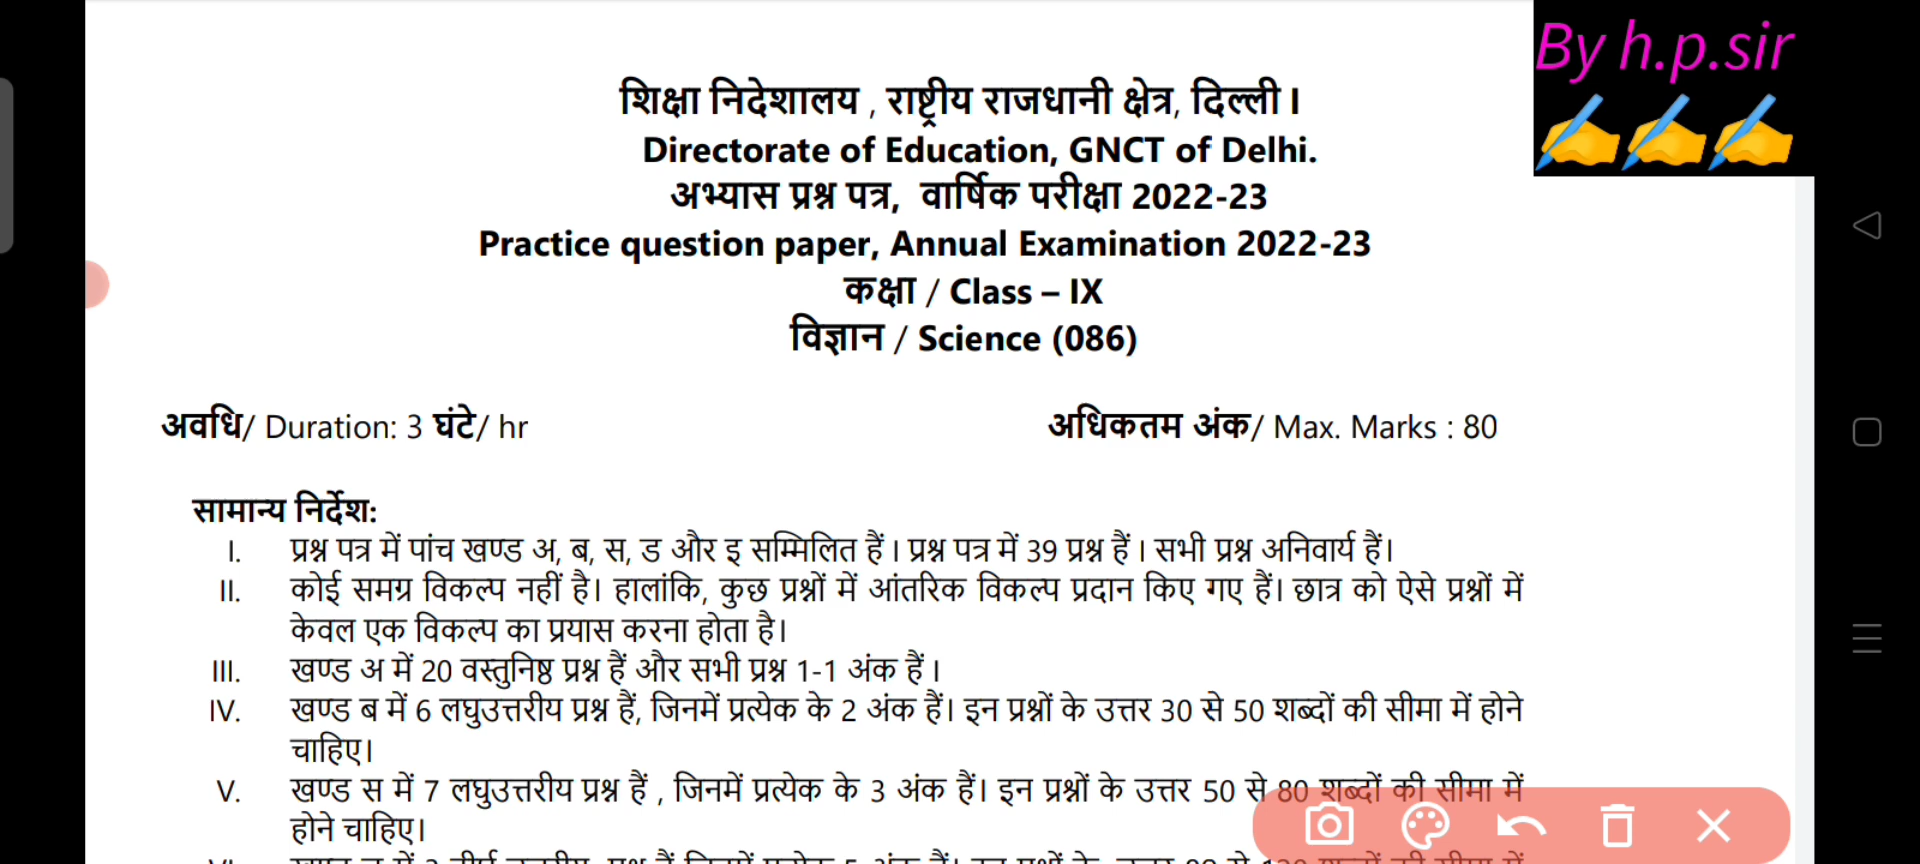 By h.p.sir
शिक्षा निदेशालय , राष्ट्रीय राजधानी क्षेत्र, दिल्ली।
Directorate of Education, GNCT of Delhi.
अभ्यास प्रश्न पत्र, वार्षिक परीक्षा 2022-23
Practice question paper, Annual Examination 2022-23
कक्षा / Class – IX
विज्ञान / Science (086)
अवधि/ Duration: 3 घंटे/ hr अधिकतम अंक/ Max. Marks : 80
सामान्य निर्देश:
I. प्रश्न पत्र में पांच खण्ड अ, ब, स, ड और इ सम्मिलित हैं । प्रश्न पत्र में 39 प्रश्न हैं । सभी प्रश्न अनिवार्य हैं।
II. कोई समग्र विकल्प नहीं है। हालांकि, कुछ प्रश्नों में आंतरिक विकल्प प्रदान किए गए हैं। छात्र को ऐसे प्रश्नों में
केवल एक विकल्प का प्रयास करना होता है।
III. खण्ड अ में 20 वस्तुनिष्ठ प्रश्न हैं और सभी प्रश्न 1-1 अंक हैं ।
IV. खण्ड ब में 6 लघुउत्तरीय प्रश्न हैं, जिनमें प्रत्येक के 2 अंक हैं। इन प्रश्नों के उत्तर 30 से 50 शब्दों की सीमा में होने
चाहिए।
V. खण्ड स में 7 लघुउत्तरीय प्रश्न हैं , जिनमें प्रत्येक के 3 अंक हैं। इन प्रश्नों के उत्तर 50 से 80 शब्दों की सीमा में
होने चाहिए।